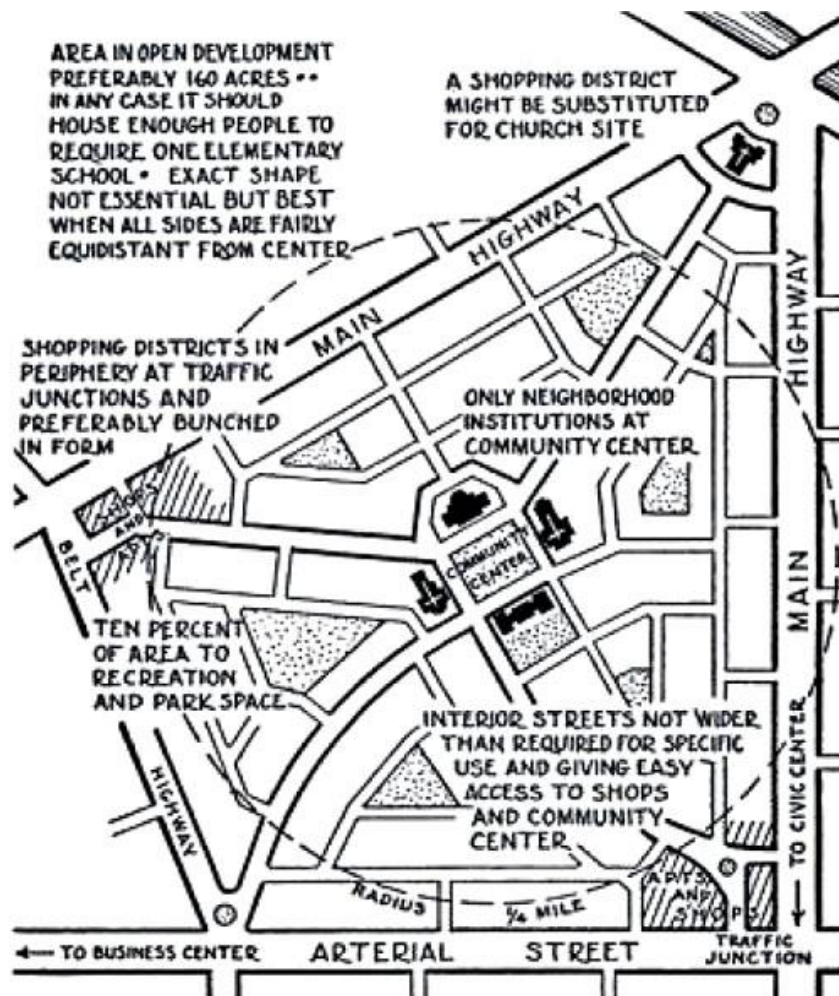 AREA IN OPEN DEVELOPMENT
PREFERABLY 160 ACRES ••
IN ANY CASE IT SHOULD
HOUSE ENOUGH PEOPLE TO
REQUIRE ONE ELEMENTARY
SCHOOL • EXACT SHAPE
NOT ESSENTIAL BUT BEST
WHEN ALL SIDES ARE FAIRLY
EQUIDISTANT FROM CENTER
A SHOPPING DISTRICT
MIGHT BE SUBSTITUTED
FOR CHURCH SITE
MAIN HIGHWAY
HIGHWAY MAIN
SHOPPING DISTRICTS IN
PERIPHERY AT TRAFFIC
JUNCTIONS AND
PREFERABLY BUNCHED
IN FORM
ONLY NEIGHBORHOOD
INSTITUTIONS AT
COMMUNITY CENTER
SHOPS
AND
COMMUNITY
CENTER
BELT HIGHWAY
TEN PERCENT
OF AREA TO
RECREATION
AND PARK SPACE
INTERIOR STREETS NOT WIDER
THAN REQUIRED FOR SPECIFIC
USE AND GIVING EASY
ACCESS TO SHOPS
AND COMMUNITY
CENTER
TO CIVIC CENTER
APTS
AND
SHOPS
RADIUS ¼ MILE
TO BUSINESS CENTER
ARTERIAL STREET
TRAFFIC
JUNCTION